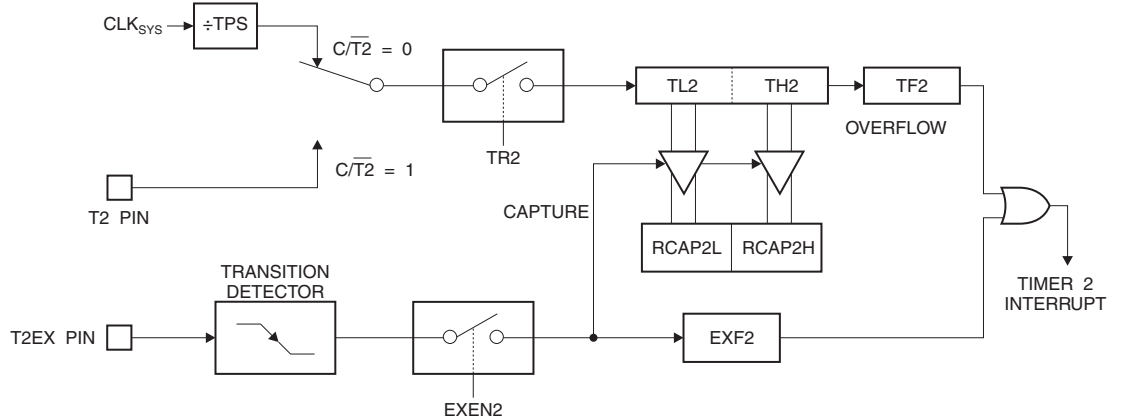 CLKSYS
÷TPS
C/T2 = 0
TL2
TH2
TF2
OVERFLOW
TR2
C/T2 = 1
T2 PIN
CAPTURE
RCAP2L
RCAP2H
TRANSITION
DETECTOR
TIMER 2
INTERRUPT
T2EX PIN
EXF2
EXEN2